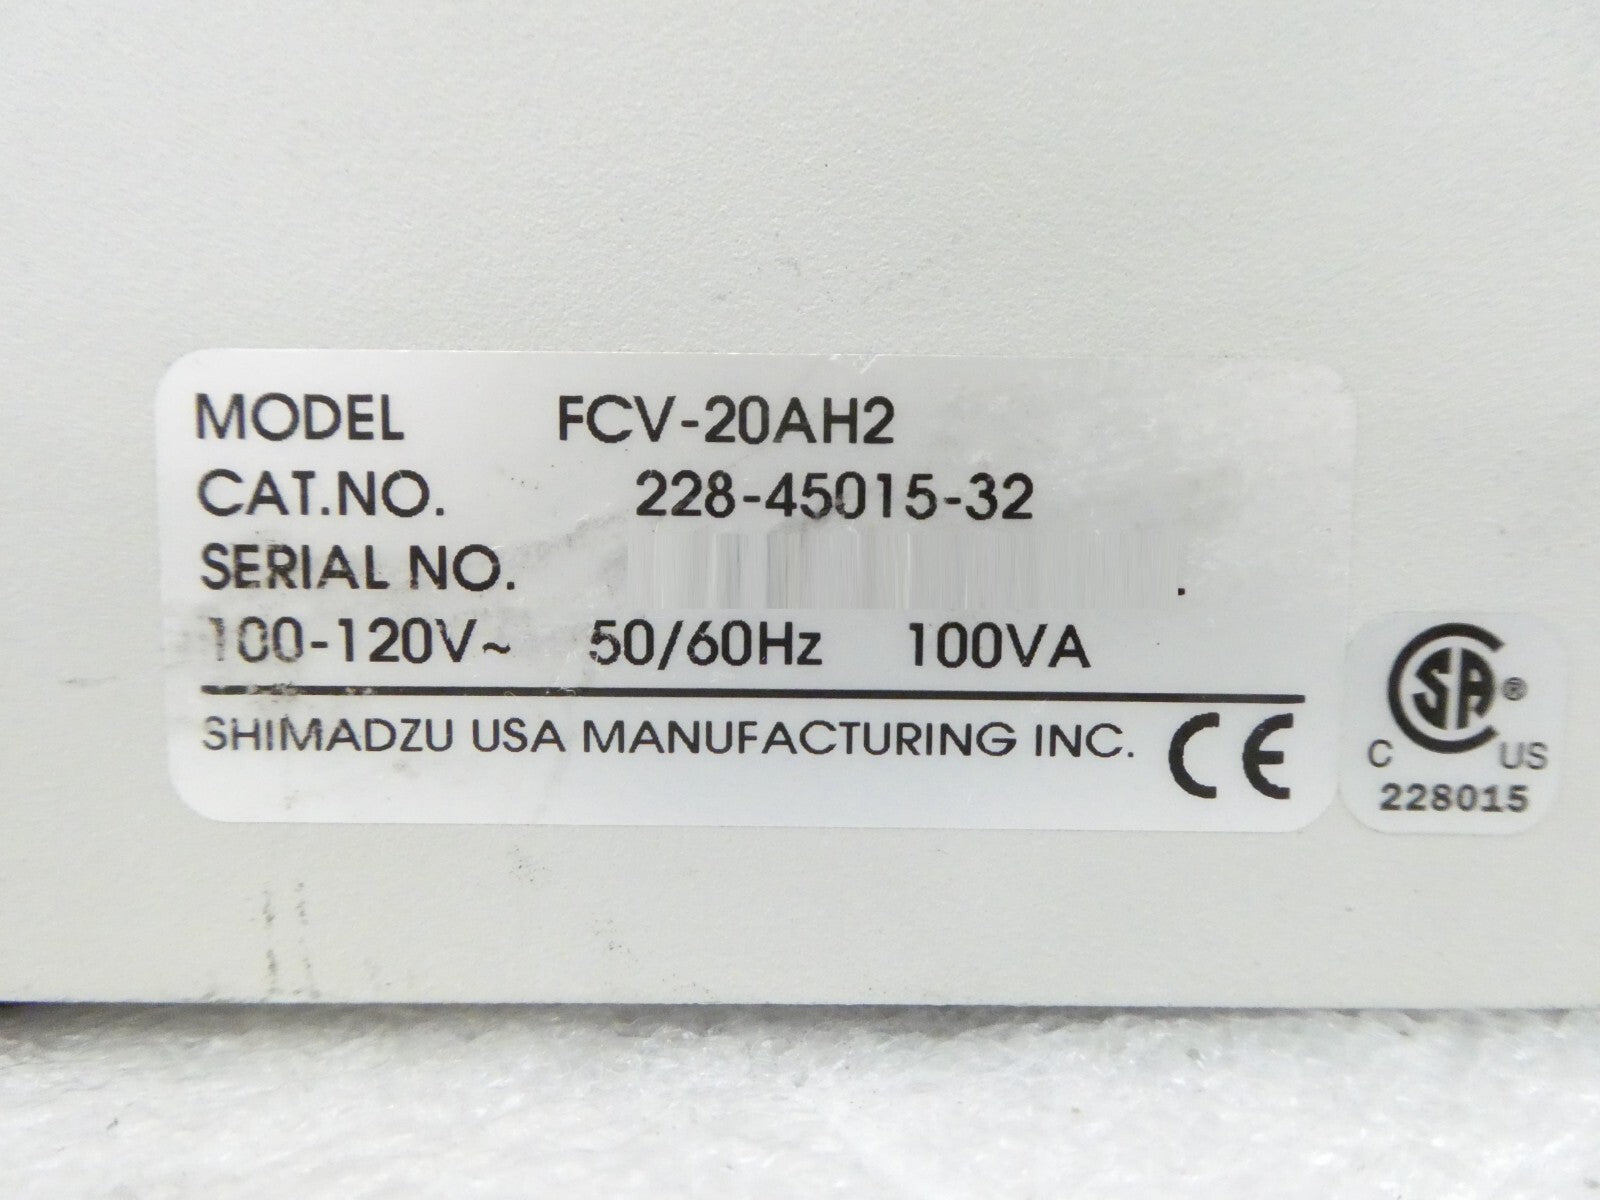 MODEL FCV-20AH2
CAT.NO. 228-45015-32
SERIAL NO. .
100-120V~ 50/60Hz 100VA
SHIMADZU USA MANUFACTURING INC. CE
SA ®
C US
228015